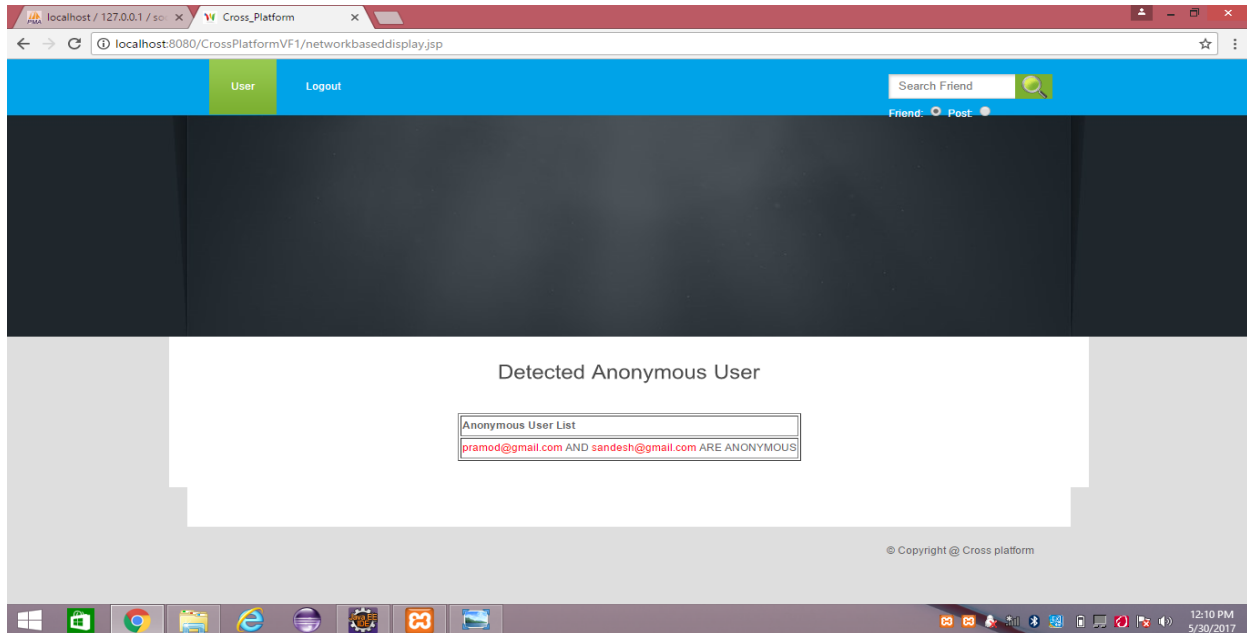 localhost / 127.0.0.1 / so
Cross_Platform
localhost:8080/CrossPlatformVF1/networkbaseddisplay.jsp
User
Logout
Search Friend
Friend: Post:
Detected Anonymous User
Anonymous User List
pramod@gmail.com AND sandesh@gmail.com ARE ANONYMOUS
© Copyright @ Cross platform
12:10 PM
5/30/2017